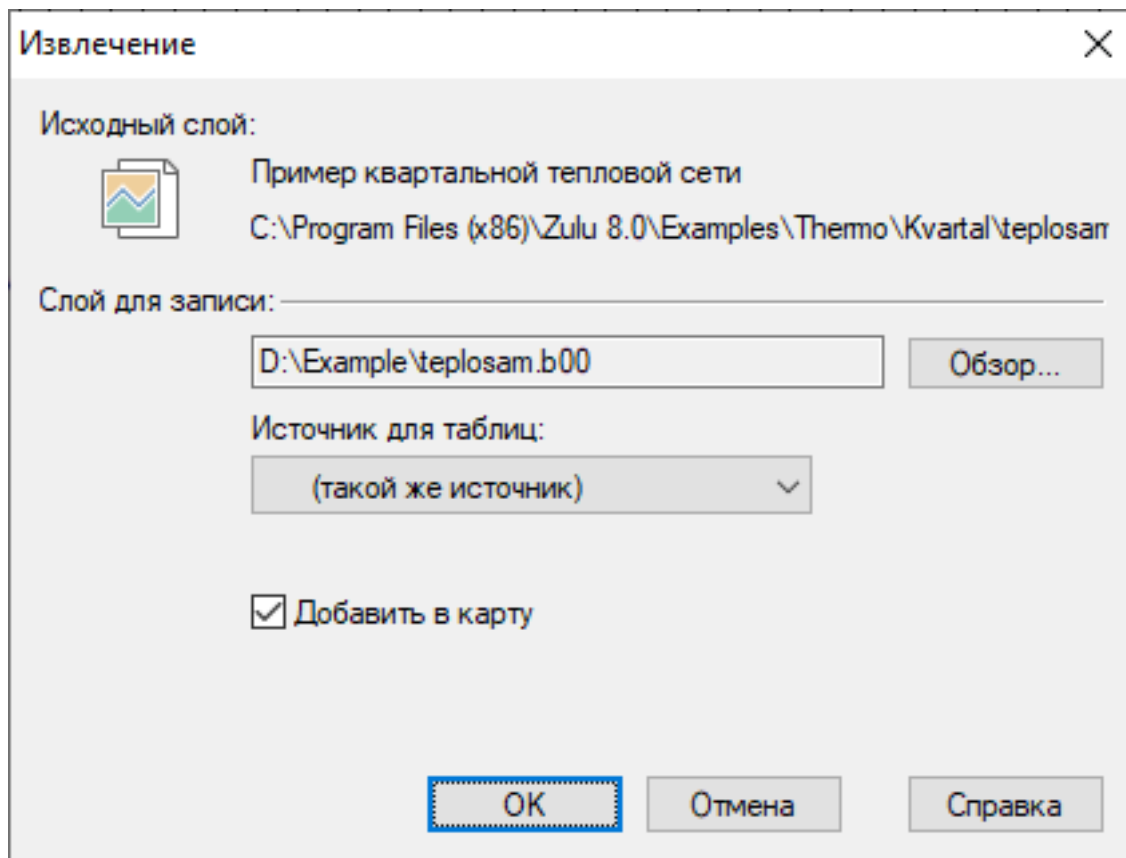 Извлечение
Исходный слой:
Пример квартальной тепловой сети
C:\Program Files (x86)\Zulu 8.0\Examples\Thermo\Kvartal\teplosam
Слой для записи:
D:\Example\teplosam.b00
Обзор...
Источник для таблиц:
(такой же источник)
Добавить в карту
OK
Отмена
Справка